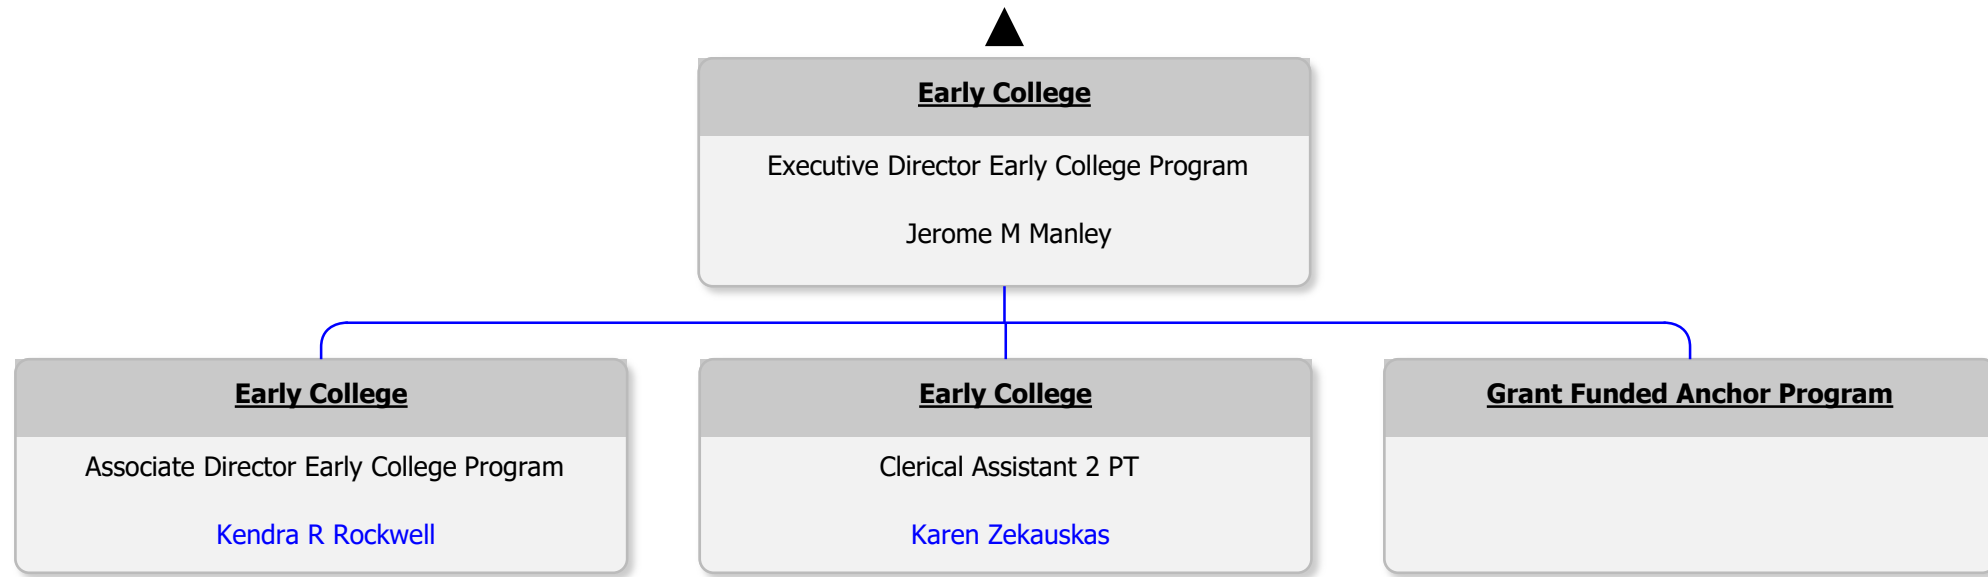 Early College
Executive Director Early College Program
Jerome M Manley
Early College
Associate Director Early College Program
Kendra R Rockwell
Early College
Clerical Assistant 2 PT
Karen Zekauskas
Grant Funded Anchor Program